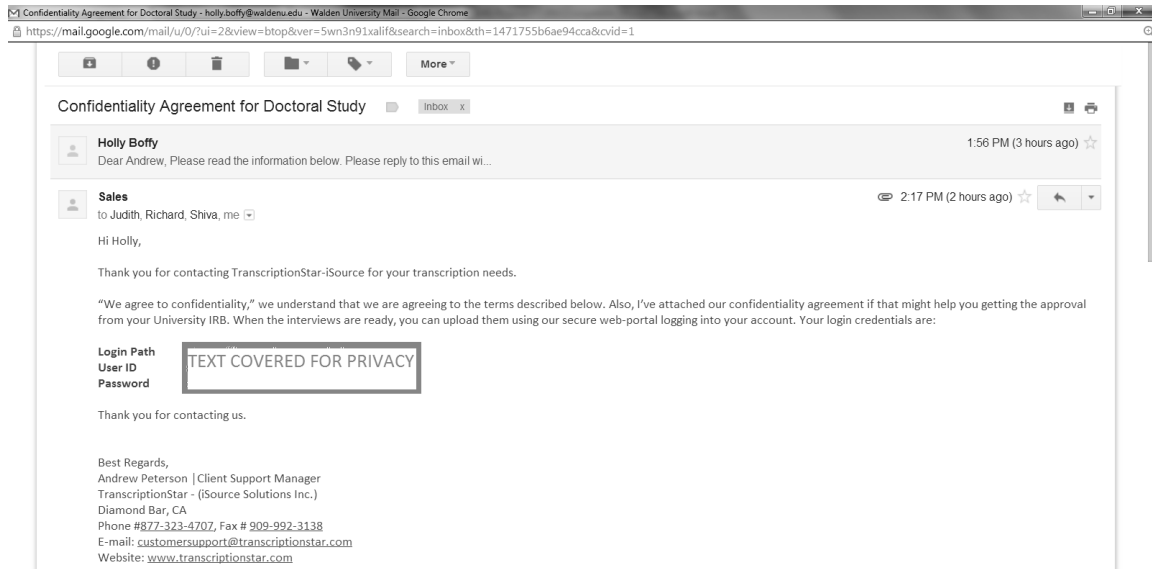 Confidentiality Agreement for Doctoral Study - holly.boffy@waldenu.edu - Walden University Mail - Google Chrome
https://mail.google.com/mail/u/0/?ui=2&view=btop&ver=5wn3n91xalif&search=inbox&th=1471755b6ae94cca&cvid=1
More
Confidentiality Agreement for Doctoral Study Inbox x
Holly Boffy 1:56 PM (3 hours ago)
Dear Andrew, Please read the information below. Please reply to this email wi...
Sales 2:17 PM (2 hours ago)
to Judith, Richard, Shiva, me
Hi Holly,
Thank you for contacting TranscriptionStar-iSource for your transcription needs.
“We agree to confidentiality,” we understand that we are agreeing to the terms described below. Also, I’ve attached our confidentiality agreement if that might help you getting the approval
from your University IRB. When the interviews are ready, you can upload them using our secure web-portal logging into your account. Your login credentials are:
Login Path
User ID TEXT COVERED FOR PRIVACY
Password
Thank you for contacting us.
Best Regards,
Andrew Peterson |Client Support Manager
TranscriptionStar - (iSource Solutions Inc.)
Diamond Bar, CA
Phone #877-323-4707, Fax # 909-992-3138
E-mail: customersupport@transcriptionstar.com
Website: www.transcriptionstar.com